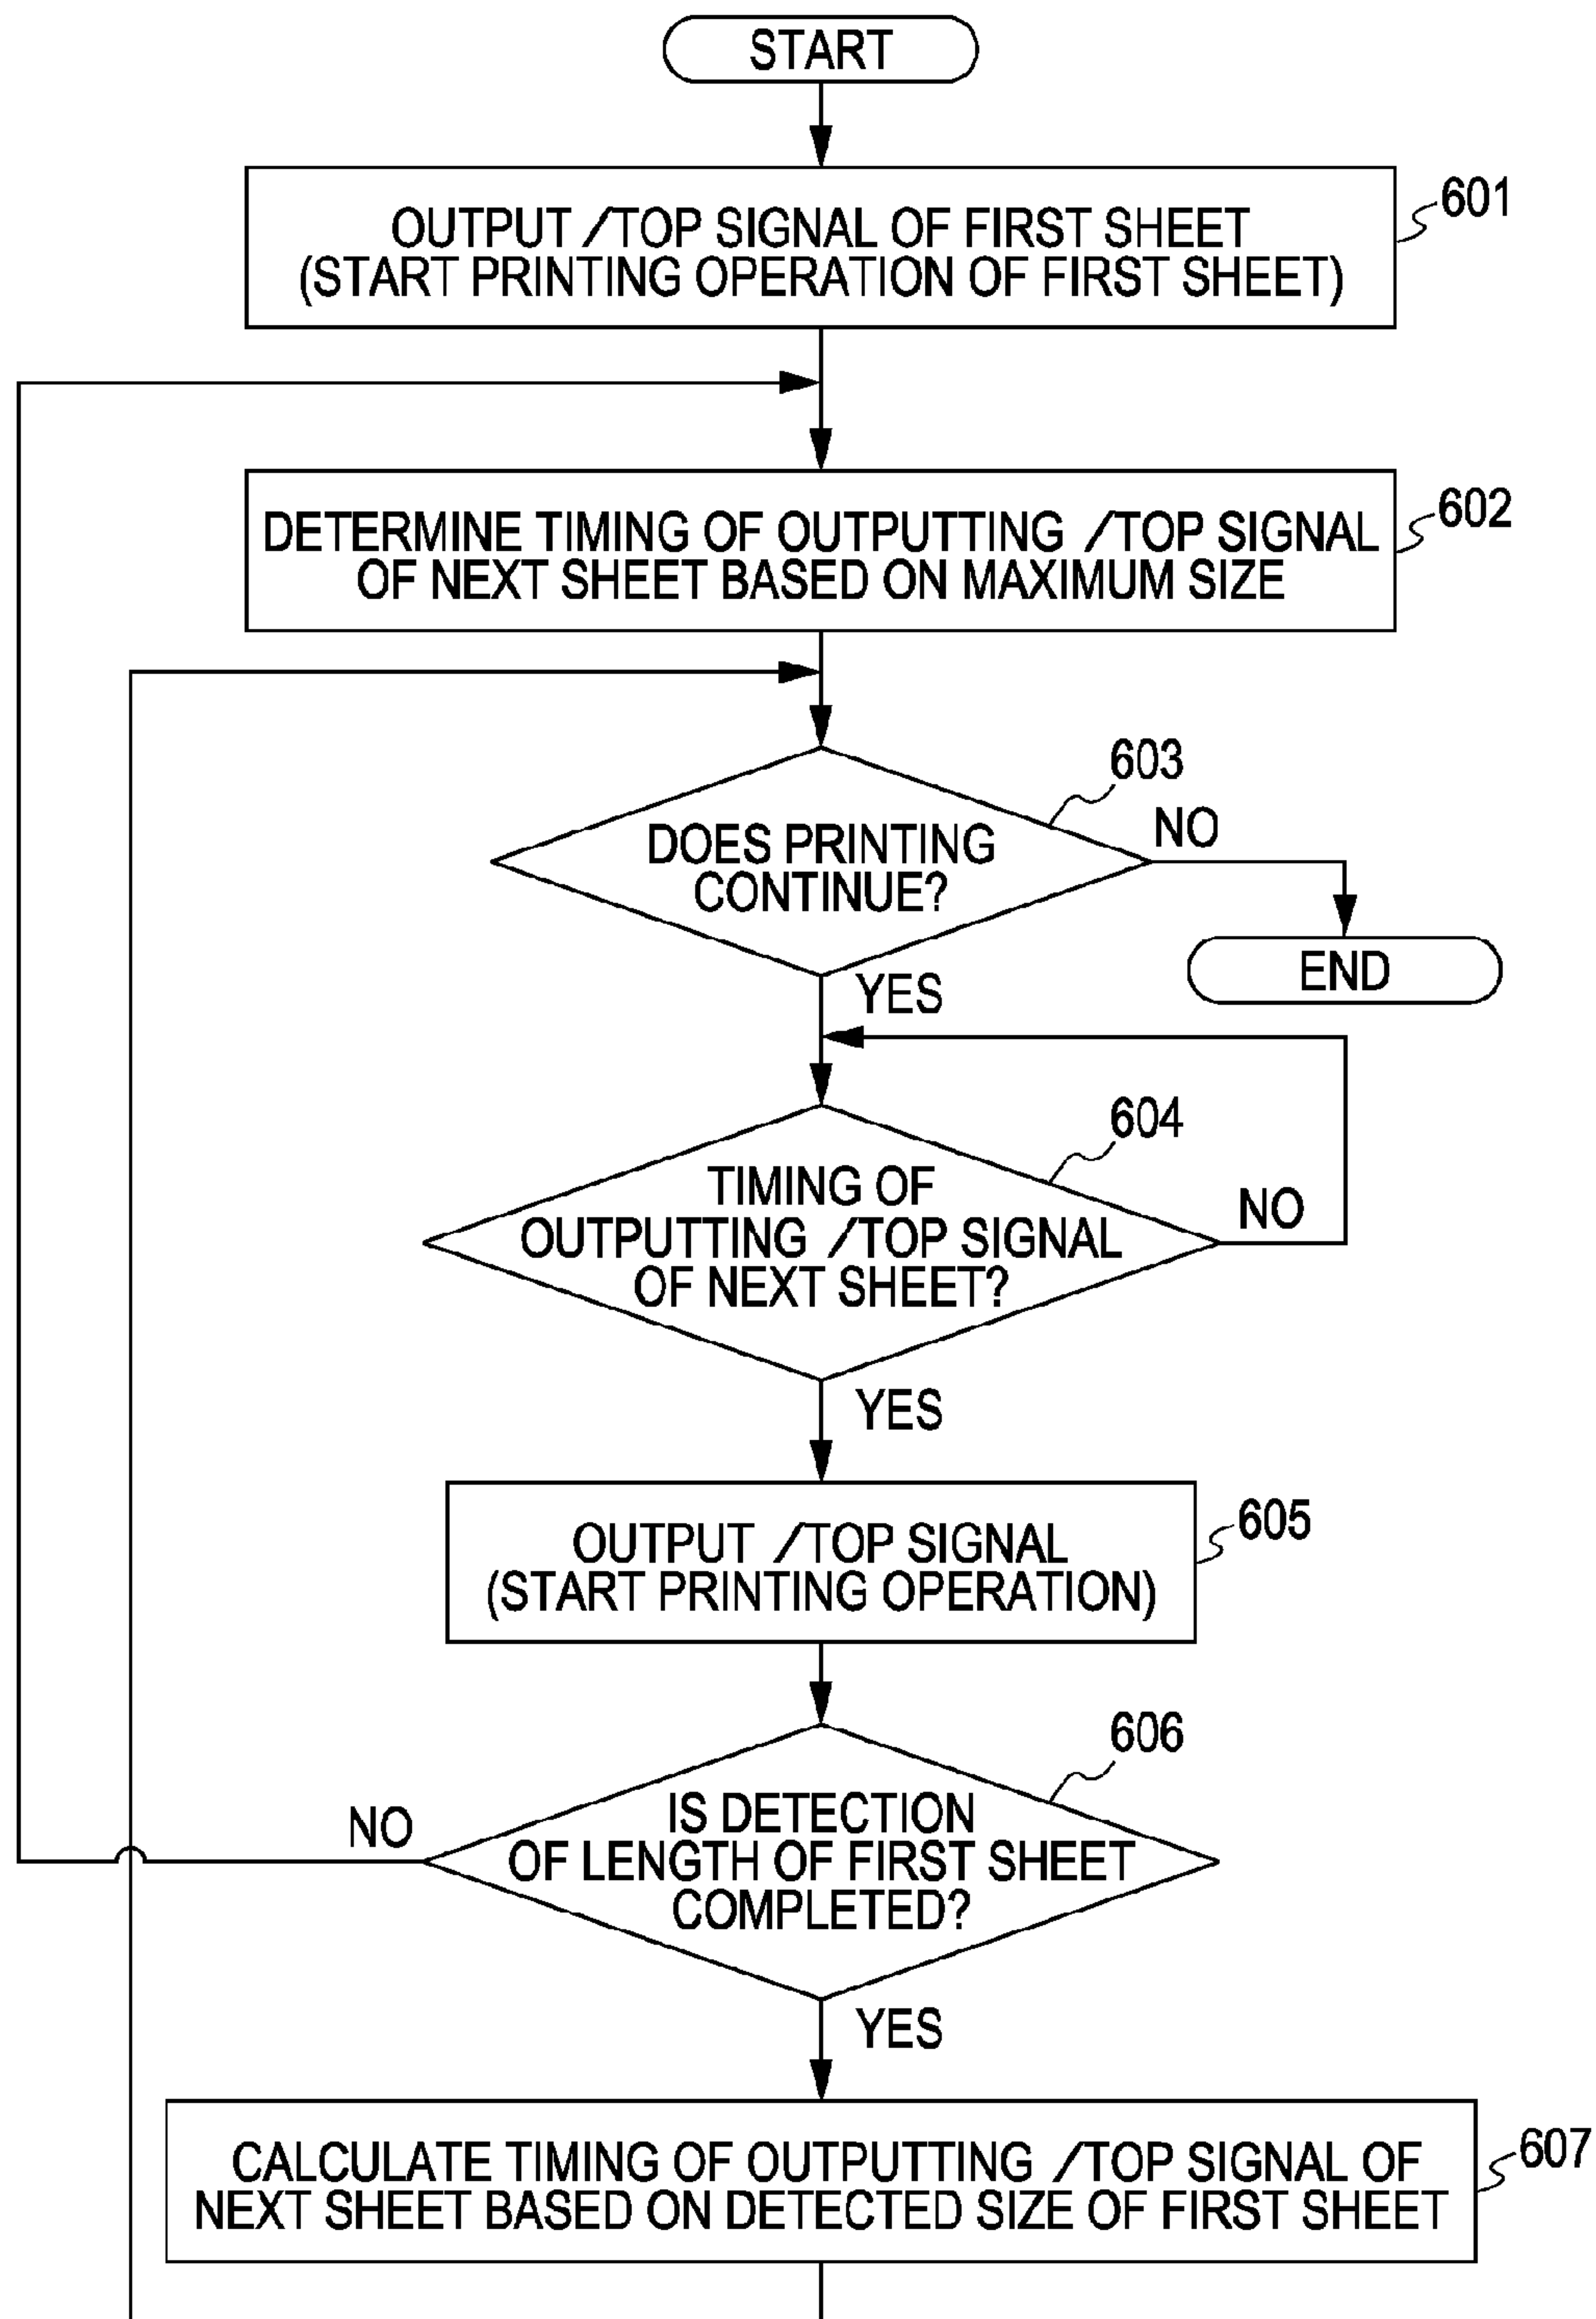 START
OUTPUT /TOP SIGNAL OF FIRST SHEET
(START PRINTING OPERATION OF FIRST SHEET)
601
DETERMINE TIMING OF OUTPUTTING /TOP SIGNAL
OF NEXT SHEET BASED ON MAXIMUM SIZE
602
603
DOES PRINTING
CONTINUE?
NO
END
YES
604
TIMING OF
OUTPUTTING /TOP SIGNAL
OF NEXT SHEET?
NO
YES
OUTPUT /TOP SIGNAL
(START PRINTING OPERATION)
605
606
IS DETECTION
OF LENGTH OF FIRST SHEET
COMPLETED?
NO
YES
CALCULATE TIMING OF OUTPUTTING /TOP SIGNAL OF
NEXT SHEET BASED ON DETECTED SIZE OF FIRST SHEET
607